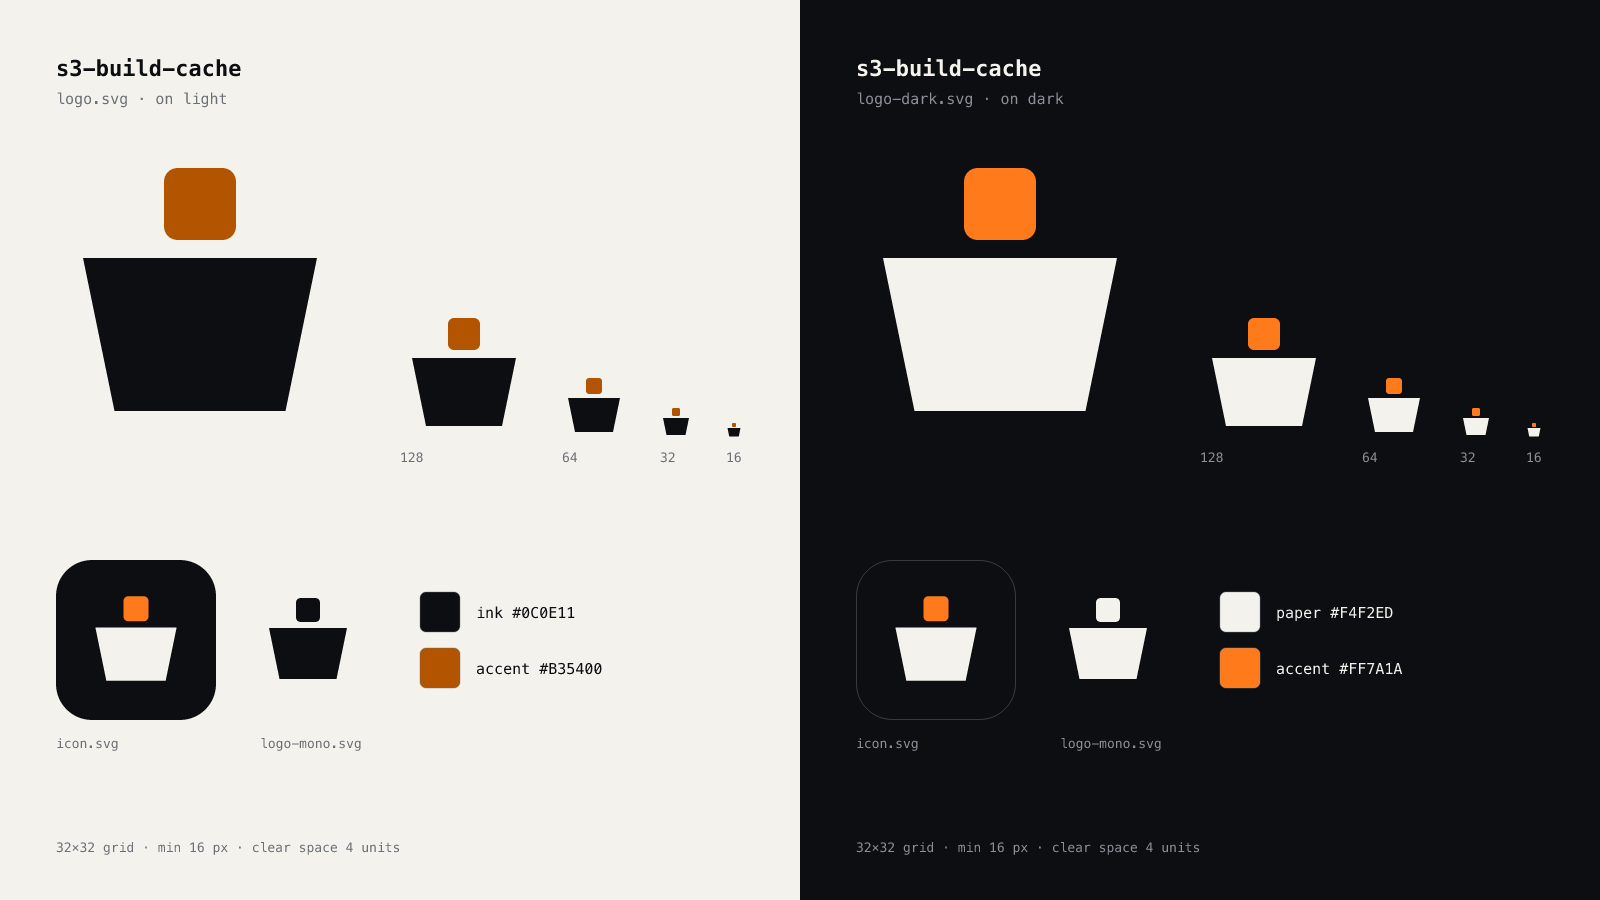 s3-build-cache
logo.svg · on light
128 64 32 16
ink #0C0E11
accent #B35400
icon.svg logo-mono.svg
32×32 grid · min 16 px · clear space 4 units
s3-build-cache
logo-dark.svg · on dark
128 64 32 16
paper #F4F2ED
accent #FF7A1A
icon.svg logo-mono.svg
32×32 grid · min 16 px · clear space 4 units